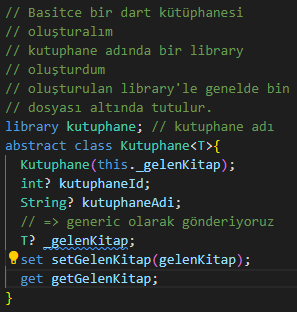 // Basitce bir dart kütüphanesi
// oluşturalım
// kutuphane adında bir library
// oluşturdum
// oluşturulan library'le genelde bin
// dosyası altında tutulur.
library kutuphane; // kutuphane adı
abstract class Kutuphane<T>{
Kutuphane(this._gelenKitap);
int? kutuphaneId;
String? kutuphaneAdi;
// => generic olarak gönderiyoruz
T? _gelenKitap;
set setGelenKitap(gelenKitap);
get getGelenKitap;
}